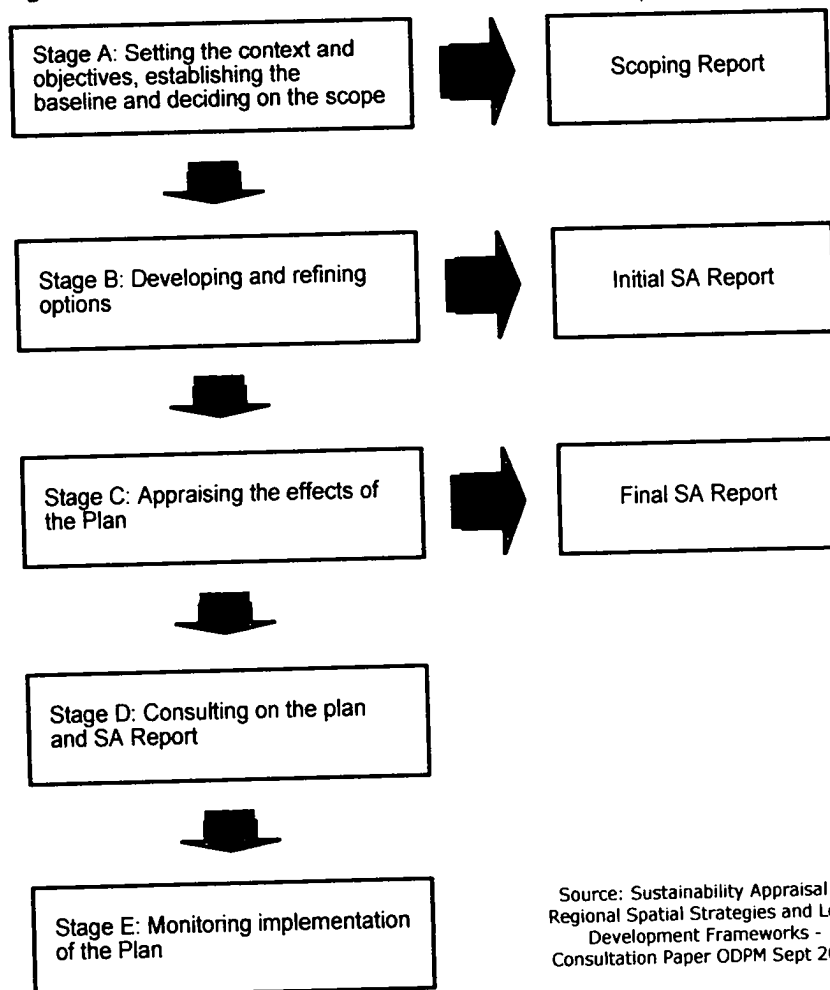 Stage A: Setting the context and
objectives, establishing the
baseline and deciding on the scope
Scoping Report
Stage B: Developing and refining
options
Initial SA Report
Stage C: Appraising the effects of
the Plan
Final SA Report
Stage D: Consulting on the plan
and SA Report
Stage E: Monitoring implementation
of the Plan
Source: Sustainability Appraisal
Regional Spatial Strategies and
Development Frameworks -
Consultation Paper ODPM Sept